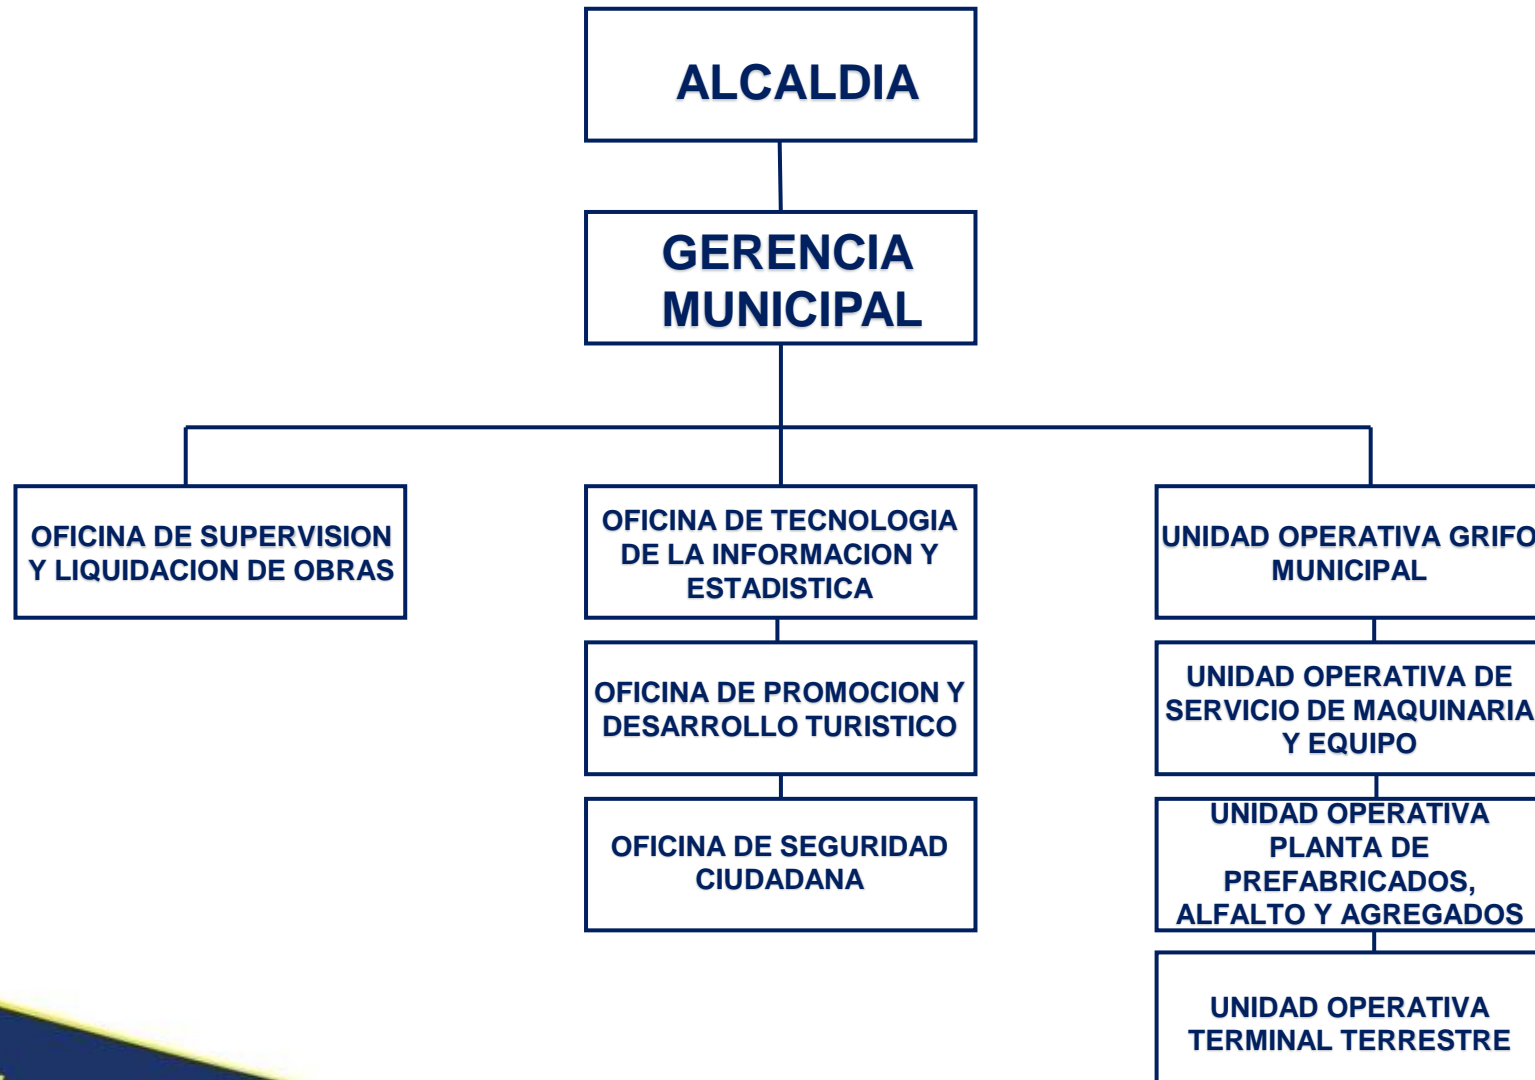 ALCALDIA
GERENCIA
MUNICIPAL
OFICINA DE SUPERVISION
Y LIQUIDACION DE OBRAS
OFICINA DE TECNOLOGIA
DE LA INFORMACION Y
ESTADISTICA
OFICINA DE PROMOCION Y
DESARROLLO TURISTICO
OFICINA DE SEGURIDAD
CIUDADANA
UNIDAD OPERATIVA GRIFO
MUNICIPAL
UNIDAD OPERATIVA DE
SERVICIO DE MAQUINARIA
Y EQUIPO
UNIDAD OPERATIVA
PLANTA DE
PREFABRICADOS,
ALFALTO Y AGREGADOS
UNIDAD OPERATIVA
TERMINAL TERRESTRE